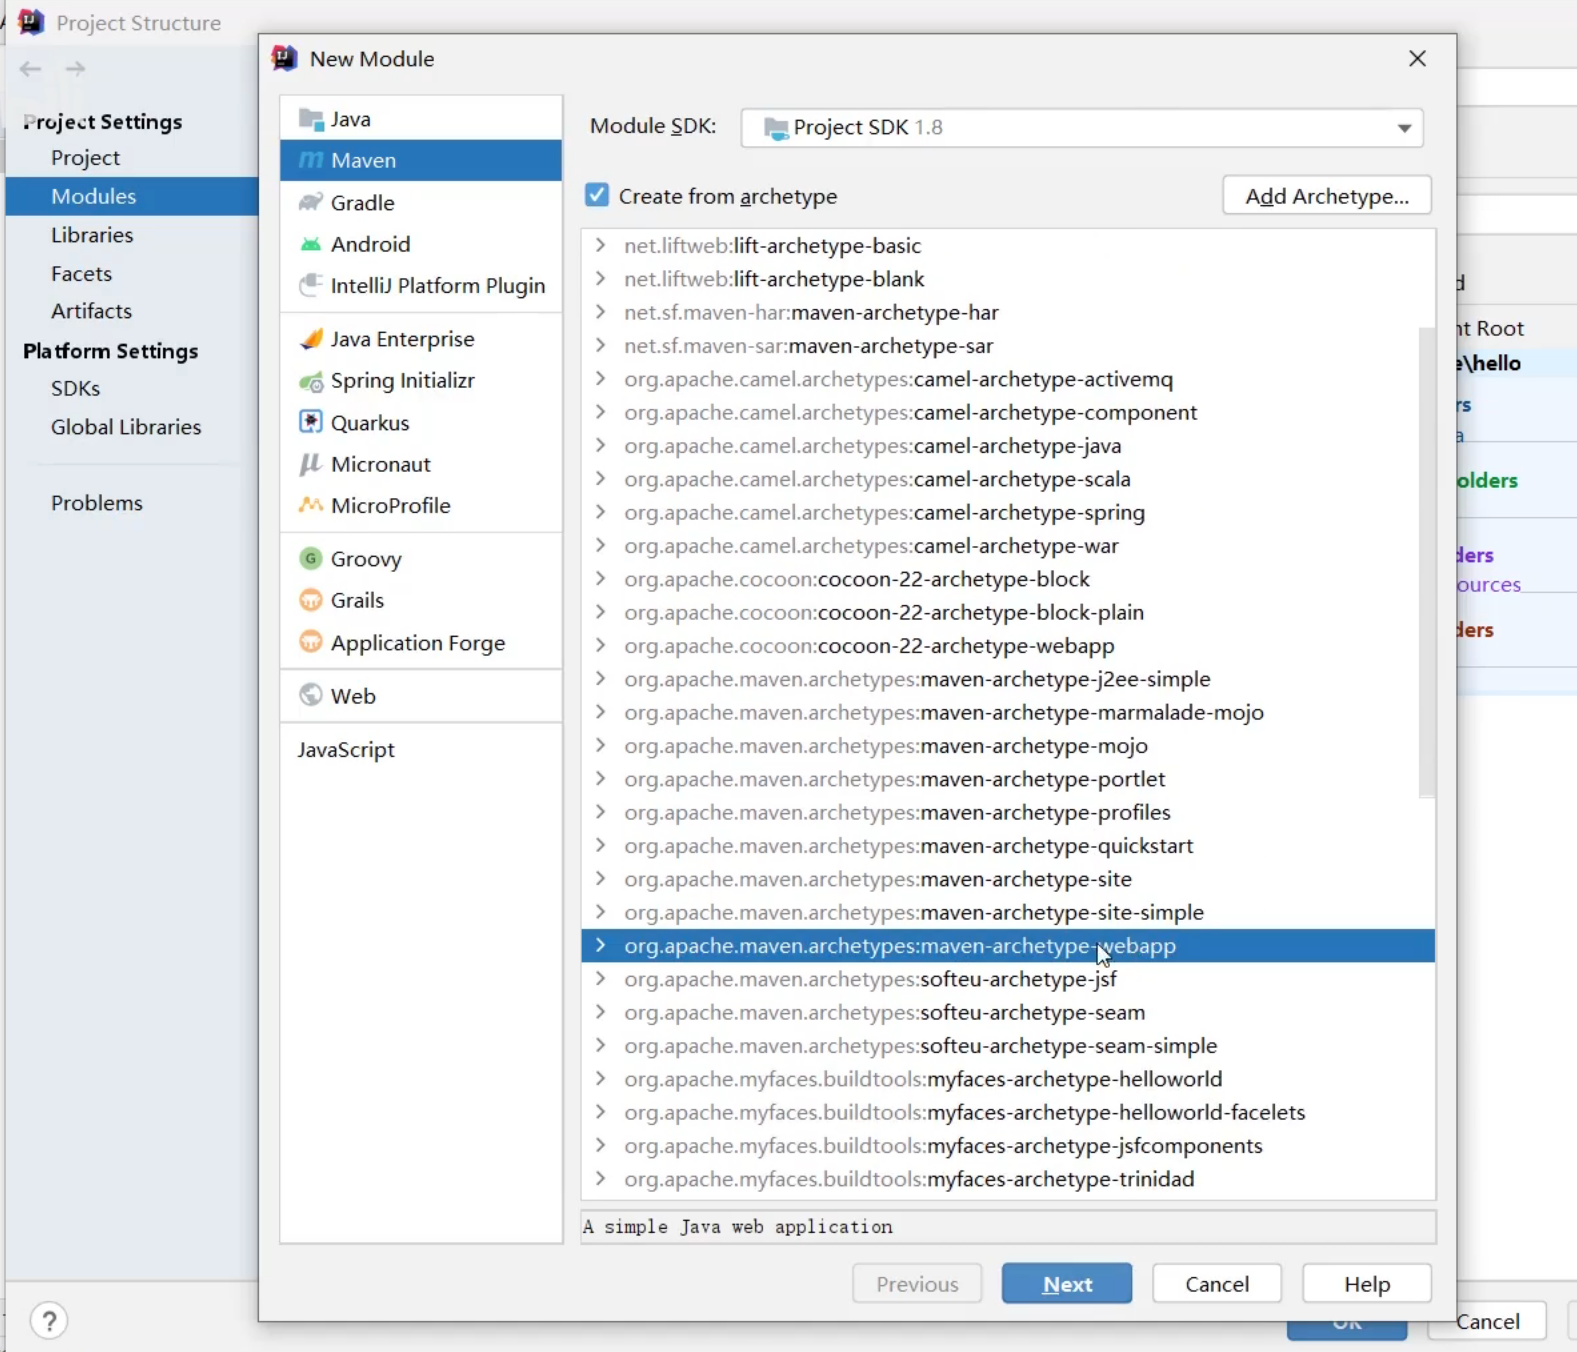 Project Structure
New Module
Project Settings
Project
Modules
Libraries
Facets
Artifacts
Platform Settings
SDKs
Global Libraries
Problems
Java
Maven
Gradle
Android
IntelliJ Platform Plugin
Java Enterprise
Spring Initializr
Quarkus
Micronaut
MicroProfile
Groovy
Grails
Application Forge
Web
JavaScript
Module SDK: Project SDK 1.8
Create from archetype Add Archetype...
net.liftweb:lift-archetype-basic
net.liftweb:lift-archetype-blank
net.sf.maven-har:maven-archetype-har
net.sf.maven-sar:maven-archetype-sar
org.apache.camel.archetypes:camel-archetype-activemq
org.apache.camel.archetypes:camel-archetype-component
org.apache.camel.archetypes:camel-archetype-java
org.apache.camel.archetypes:camel-archetype-scala
org.apache.camel.archetypes:camel-archetype-spring
org.apache.camel.archetypes:camel-archetype-war
org.apache.cocoon:cocoon-22-archetype-block
org.apache.cocoon:cocoon-22-archetype-block-plain
org.apache.cocoon:cocoon-22-archetype-webapp
org.apache.maven.archetypes:maven-archetype-j2ee-simple
org.apache.maven.archetypes:maven-archetype-marmalade-mojo
org.apache.maven.archetypes:maven-archetype-mojo
org.apache.maven.archetypes:maven-archetype-portlet
org.apache.maven.archetypes:maven-archetype-profiles
org.apache.maven.archetypes:maven-archetype-quickstart
org.apache.maven.archetypes:maven-archetype-site
org.apache.maven.archetypes:maven-archetype-site-simple
org.apache.maven.archetypes:maven-archetype-webapp
org.apache.maven.archetypes:softeu-archetype-jsf
org.apache.maven.archetypes:softeu-archetype-seam
org.apache.maven.archetypes:softeu-archetype-seam-simple
org.apache.myfaces.buildtools:myfaces-archetype-helloworld
org.apache.myfaces.buildtools:myfaces-archetype-helloworld-facelets
org.apache.myfaces.buildtools:myfaces-archetype-jsfcomponents
org.apache.myfaces.buildtools:myfaces-archetype-trinidad
A simple Java web application
Previous Next Cancel Help
nt Root
e\hello
rs
a
olders
ders
ources
ders
? OK Cancel